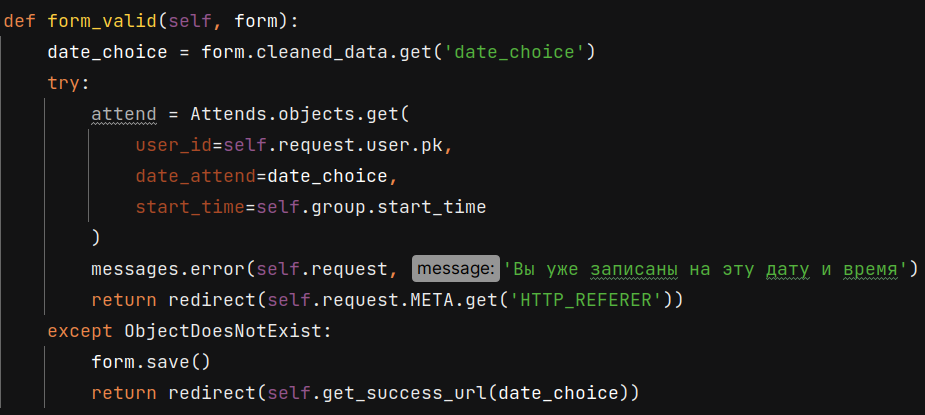 def form_valid(self, form):
    date_choice = form.cleaned_data.get('date_choice')
    try:
        attend = Attends.objects.get(
            user_id=self.request.user.pk,
            date_attend=date_choice,
            start_time=self.group.start_time
        )
        messages.error(self.request, message: 'Вы уже записаны на эту дату и время')
        return redirect(self.request.META.get('HTTP_REFERER'))
    except ObjectDoesNotExist:
        form.save()
        return redirect(self.get_success_url(date_choice))